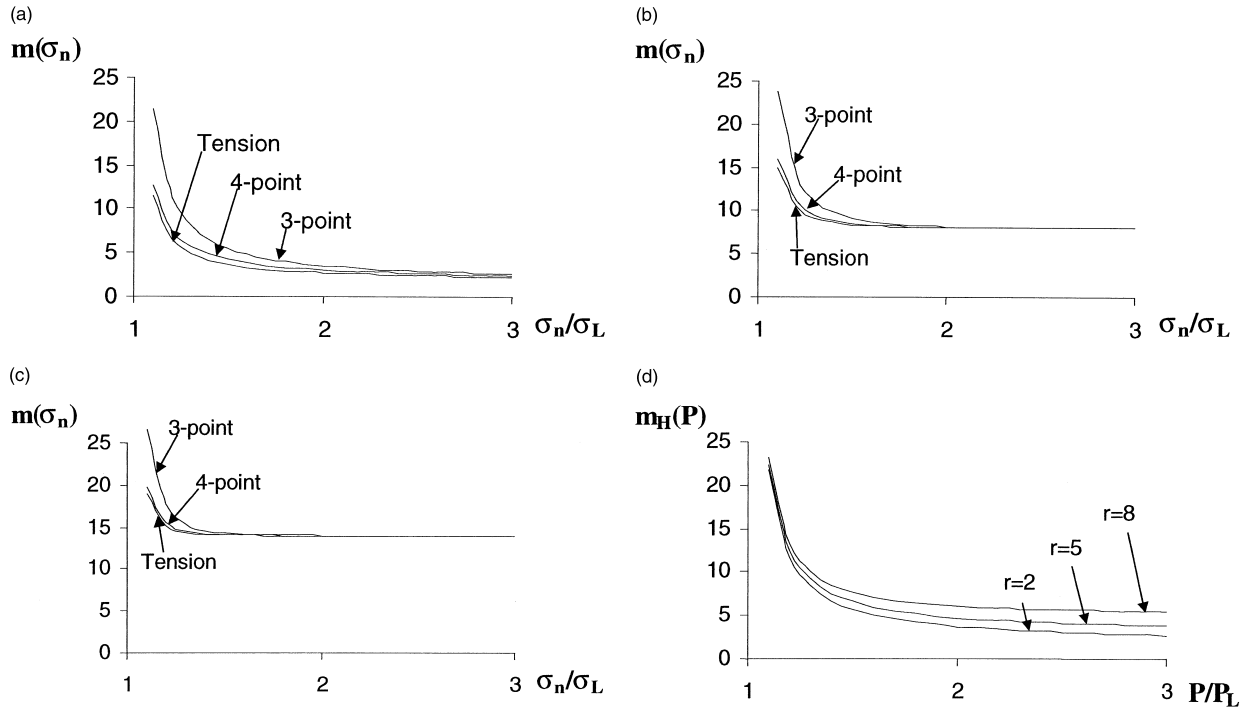 (a)
m(σn)
25
20
15
10
5
0
Tension
4-point
3-point
1
2
3
σn/σL
(b)
m(σn)
25
20
15
10
5
0
3-point
4-point
Tension
1
2
3
σn/σL
(c)
m(σn)
25
20
15
10
5
0
3-point
4-point
Tension
1
2
3
σn/σL
(d)
mH(P)
25
20
15
10
5
0
r=8
r=5
r=2
1
2
3
P/PL